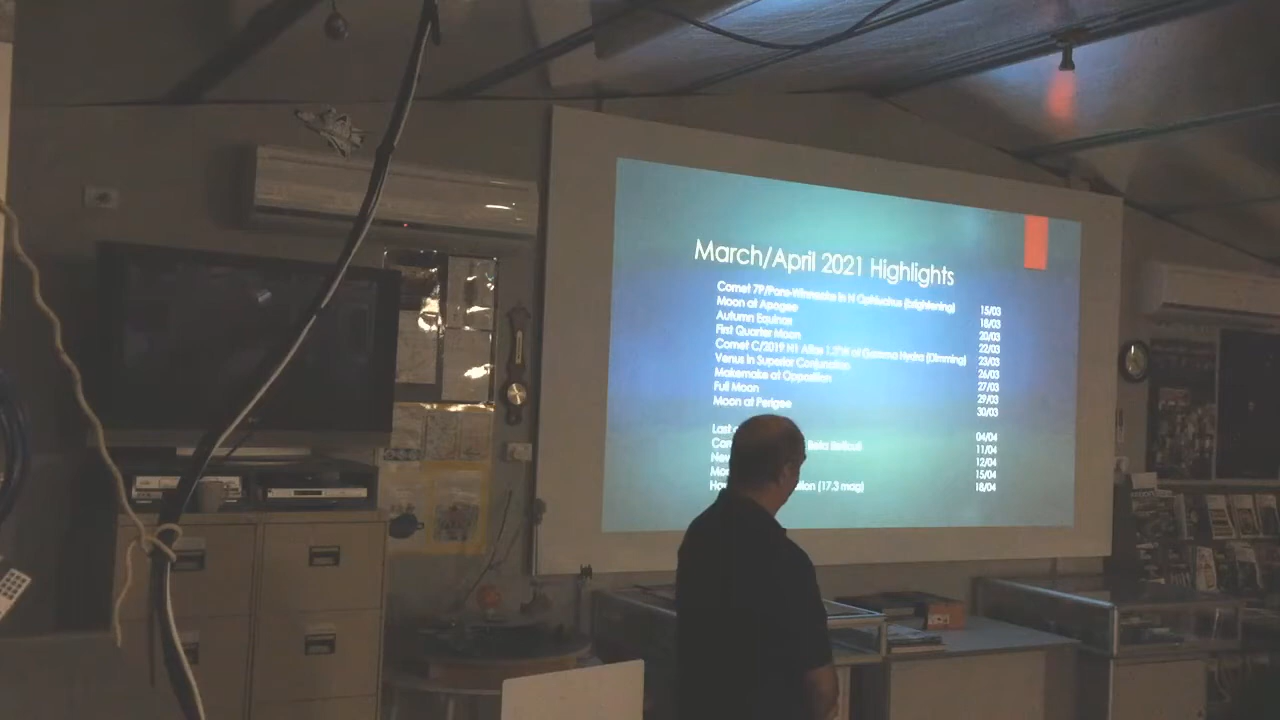 March/April 2021 Highlights
Comet 7P/Pons-Winnecke in N Ophiuchus (Brightening) 15/03
Moon at Apogee 18/03
Autumn Equinox 20/03
First Quarter Moon 22/03
Comet C/2019 N1 Atlas 1.2°W of Gamma Hydra (Dimming) 23/03
Venus in Superior Conjunction 26/03
Makemake at Opposition 27/03
Full Moon 29/03
Moon at Perigee 30/03
Last 04/04
11/04
12/04
15/04
(17.3 mag) 18/04